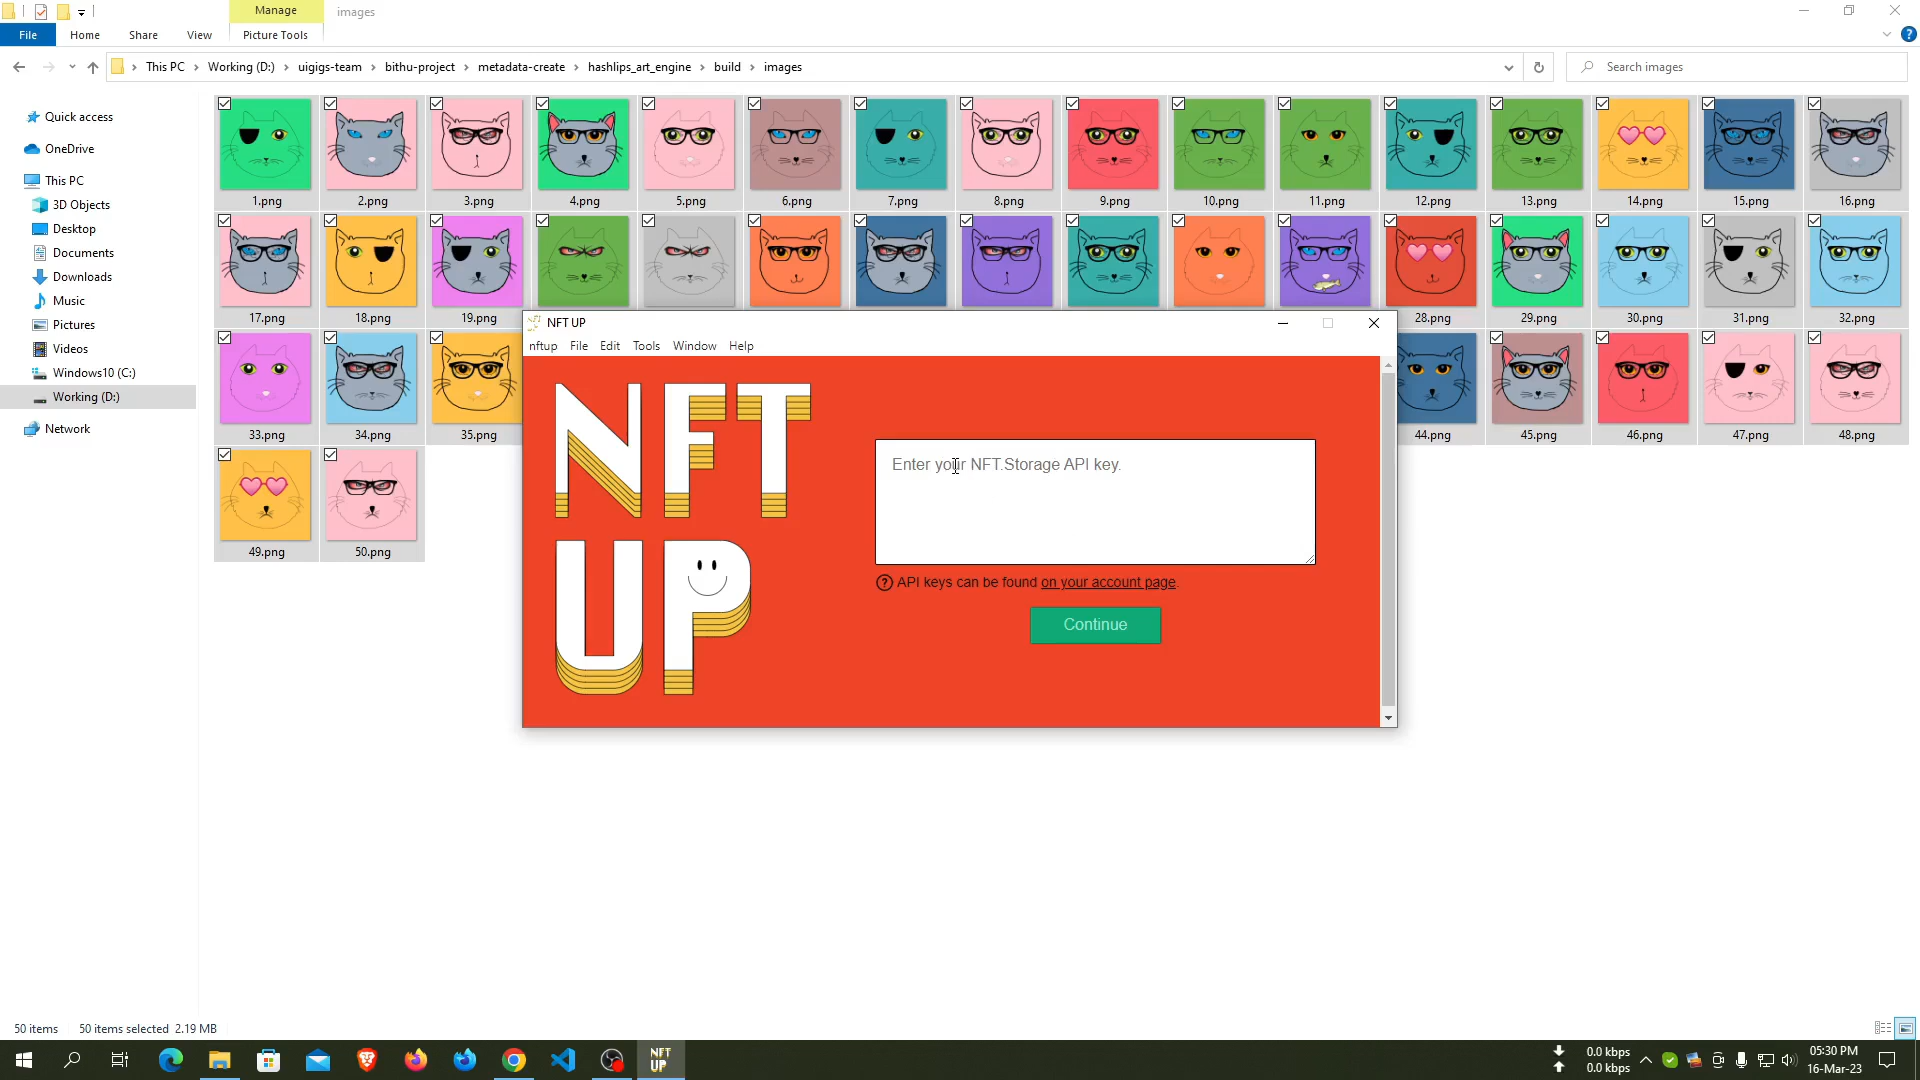 Manage
images
File
Home
Share
View
Picture Tools
This PC
Working (D:)
uigigs-team
bithu-project
metadata-create
hashlips_art_engine
build
images
Search images
Quick access
OneDrive
This PC
3D Objects
Desktop
Documents
Downloads
Music
Pictures
Videos
Windows10 (C:)
Working (D:)
Network
1.png
2.png
3.png
4.png
5.png
6.png
7.png
8.png
9.png
10.png
11.png
12.png
13.png
14.png
15.png
16.png
17.png
18.png
19.png
28.png
29.png
30.png
31.png
32.png
33.png
34.png
35.png
44.png
45.png
46.png
47.png
48.png
49.png
50.png
NFT UP
nftup
File
Edit
Tools
Window
Help
NFT
UP
Enter your NFT.Storage API key.
API keys can be found on your account page.
Continue
50 items
50 items selected 2.19 MB
NFT
UP
0.0 kbps
0.0 kbps
05:30 PM
16-Mar-23